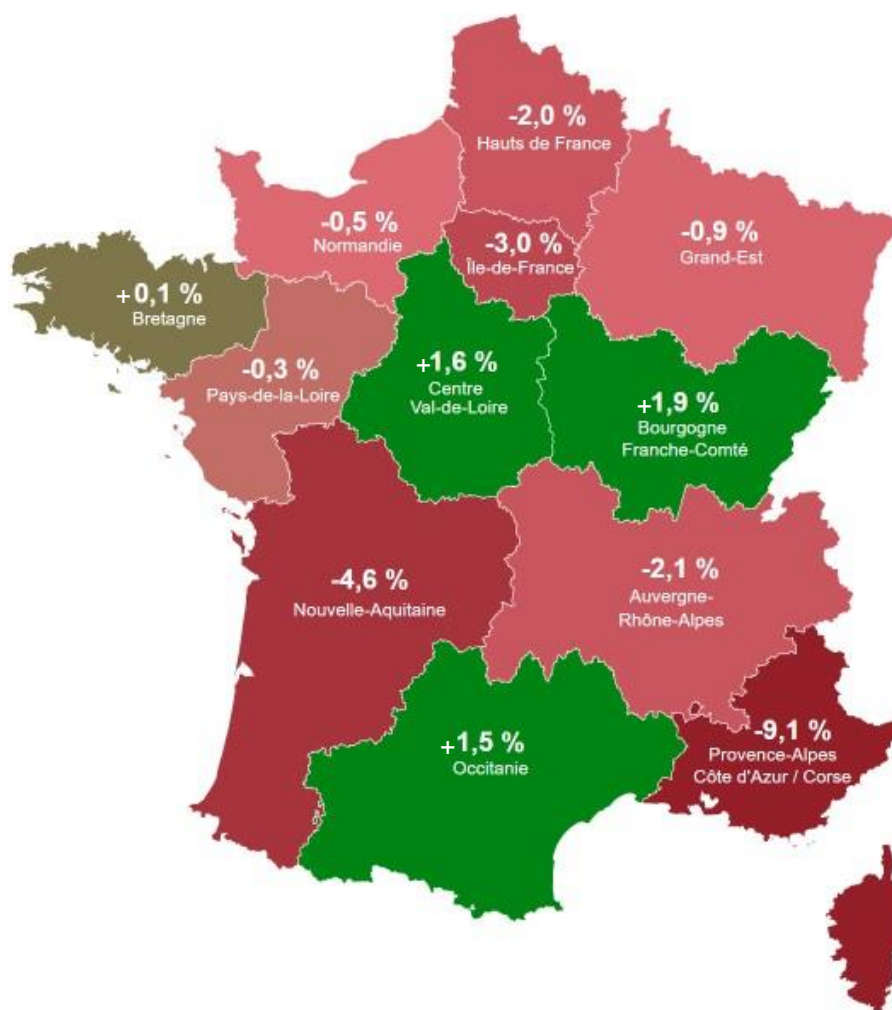 -2,0 %
Hauts de France
-0,5 %
Normandie
-3,0 %
Île-de-France
-0,9 %
Grand-Est
+0,1 %
Bretagne
-0,3 %
Pays-de-la-Loire
+1,6 %
Centre
Val-de-Loire
+1,9 %
Bourgogne
Franche-Comté
-4,6 %
Nouvelle-Aquitaine
-2,1 %
Auvergne-
Rhône-Alpes
+1,5 %
Occitanie
-9,1 %
Provence-Alpes
Côte d'Azur / Corse